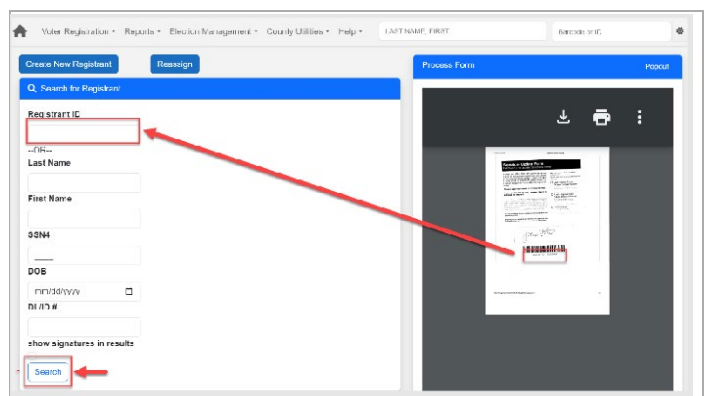 Voter Registration Reports Election Management County Utilities Help LAST NAME, FIRST Barcode or ID
Create New Registrant Reassign
Search for Registrant
Registrant ID
--OR--
Last Name
First Name
SSN4
DOB
mm/dd/yyyy
DL/ID #
show signatures in results
Search
Process Form Popout